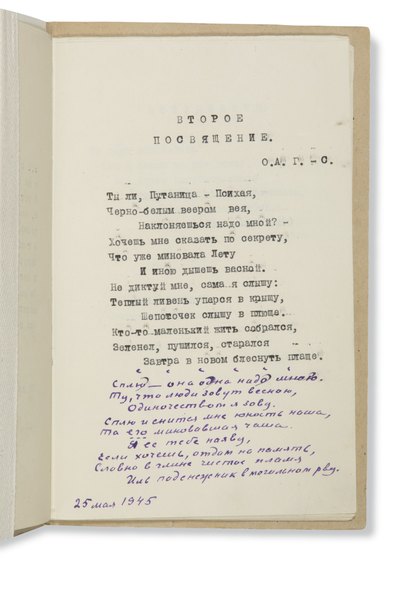 ВТОРОЕ
ПОСВЯЩЕНИЕ.
О.А. Г. - С.
Ты ли, Путаница - Психая,
Черно-белым веером вея,
Наклоняешься надо мной? -
Хочешь мне сказать по секрету,
Что уже миновала Лету
И иною дышешь васной.
Не диктуй мне, сама я слышу:
Теплый ливень уперся в крышу,
Шепоточек слышу в плюще.
Кто-то маленький жить собрался,
Зеленел, пушился, старался
Завтра в новом блеснуть плаще.
Сплю — она одна надо мною.
Ту, что люди зовут весною,
Одиночеством я зову.
Сплю и снится мне юность наша,
Та его миновавшая чаша.
Я ее тебе наяву,
Если хочешь, отдам на память,
Словно в глине чистое пламя
Иль подснежник в могильном рву.
25 мая 1945